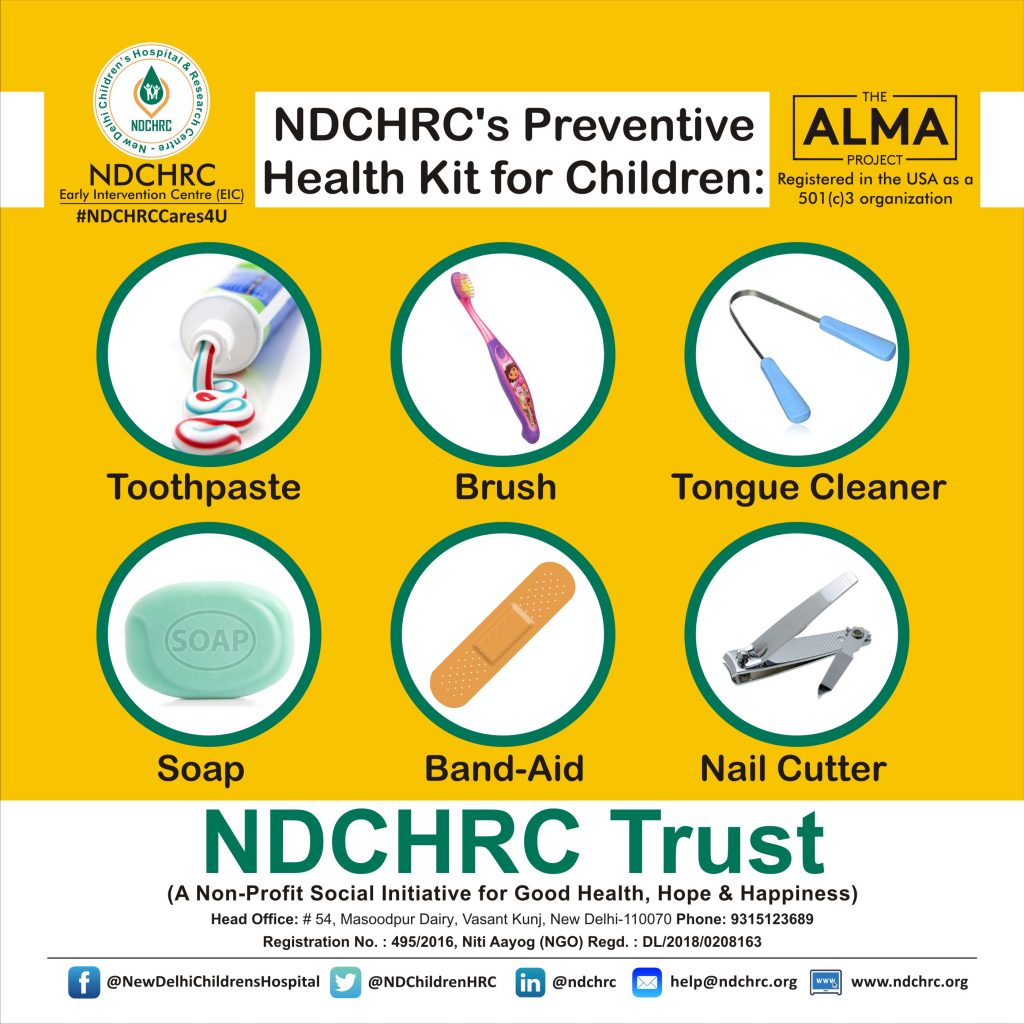 New Delhi Children's Hospital & Research Centre -
NDCHRC
NDCHRC
Early Intervention Centre (EIC)
#NDCHRCCares4U
NDCHRC's Preventive
Health Kit for Children:
THE
ALMA
PROJECT
Registered in the USA as a
501(c)3 organization
Toothpaste
Brush
Tongue Cleaner
SOAP
Soap
Band-Aid
Nail Cutter
NDCHRC Trust
(A Non-Profit Social Initiative for Good Health, Hope & Happiness)
Head Office: # 54, Masoodpur Dairy, Vasant Kunj, New Delhi-110070 Phone: 9315123689
Registration No. : 495/2016, Niti Aayog (NGO) Regd. : DL/2018/0208163
@NewDelhiChildrensHospital @NDChildrenHRC @ndchrc help@ndchrc.org www www.ndchrc.org